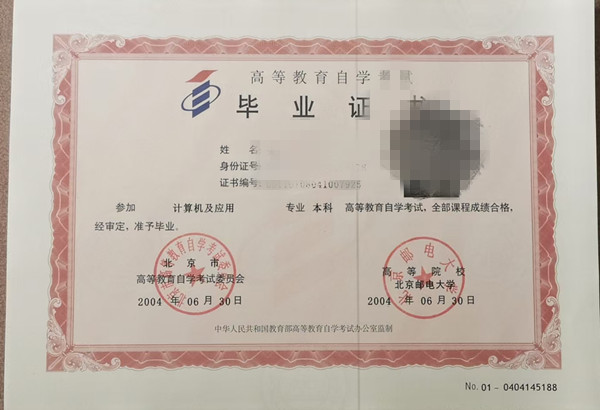 高等教育自学
毕业证
姓名
身份证号
证书编号
参加 计算机及应用 专业 本科 高等教育自学考试，全部课程成绩合格，
经审定，准予毕业。
北京市
高等教育自学考试委员会
2004 年 06 月 30 日
高等院校
北京邮电大学
2004 年 06 月 30 日
北京邮电大学
中华人民共和国教育部高等教育自学考试办公室监制
No. 01 - 0404145188